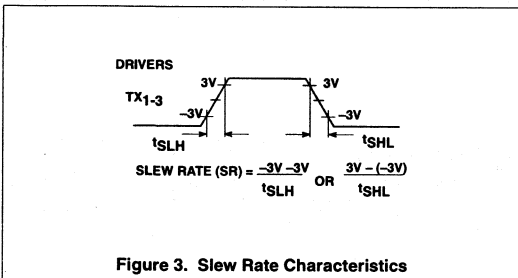 DRIVERS
3V 3V
TX1-3
–3V –3V
tSLH tSHL
SLEW RATE (SR) = –3V –3V / tSLH OR 3V – (–3V) / tSHL
Figure 3. Slew Rate Characteristics